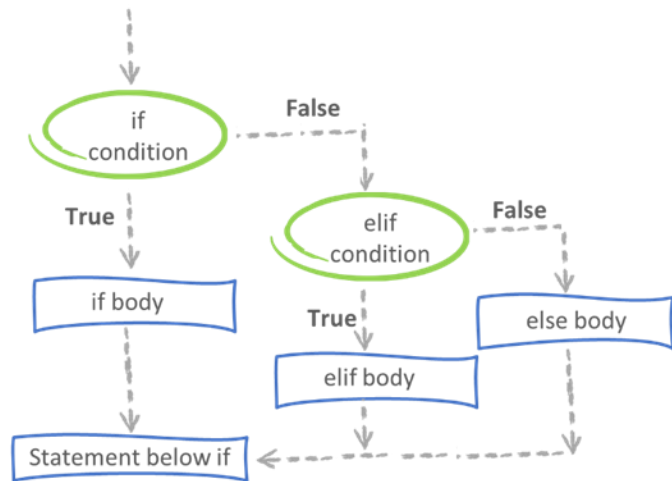 if
condition
False
True
elif
condition
False
if body
True
else body
elif body
Statement below if